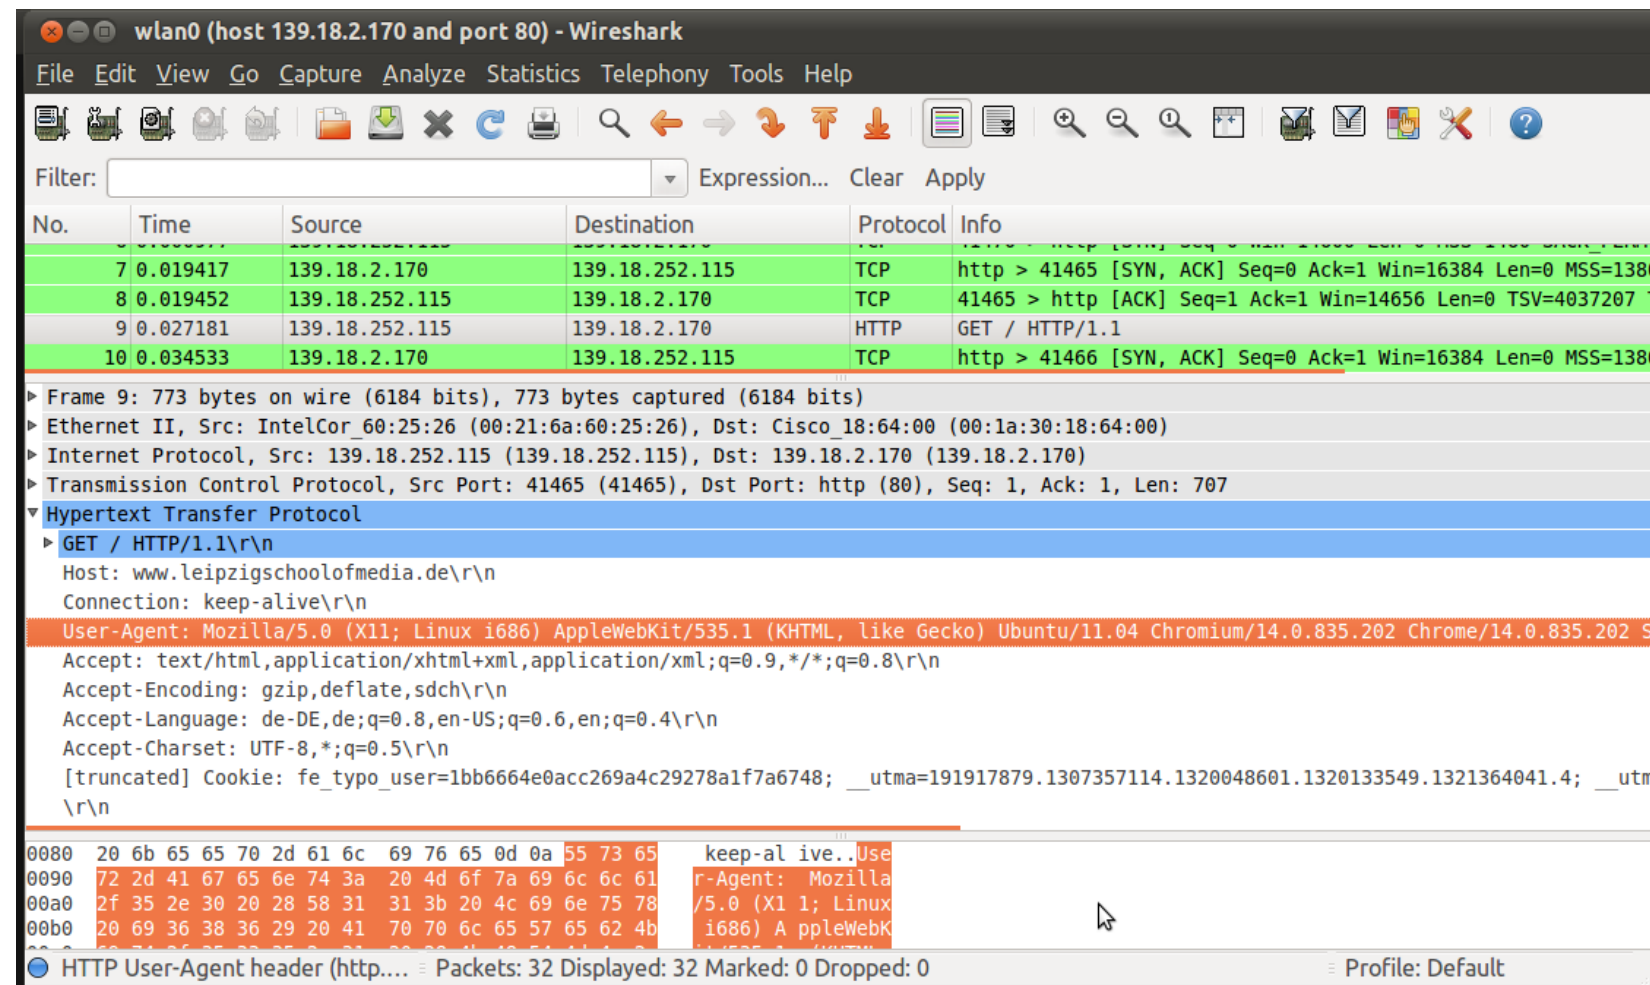 wlan0 (host 139.18.2.170 and port 80) - Wireshark
File Edit View Go Capture Analyze Statistics Telephony Tools Help
Filter: Expression... Clear Apply
No. Time Source Destination Protocol Info
7 0.019417 139.18.2.170 139.18.252.115 TCP http > 41465 [SYN, ACK] Seq=0 Ack=1 Win=16384 Len=0 MSS=138
8 0.019452 139.18.252.115 139.18.2.170 TCP 41465 > http [ACK] Seq=1 Ack=1 Win=14656 Len=0 TSV=4037207
9 0.027181 139.18.252.115 139.18.2.170 HTTP GET / HTTP/1.1
10 0.034533 139.18.2.170 139.18.252.115 TCP http > 41466 [SYN, ACK] Seq=0 Ack=1 Win=16384 Len=0 MSS=138
Frame 9: 773 bytes on wire (6184 bits), 773 bytes captured (6184 bits)
Ethernet II, Src: IntelCor_60:25:26 (00:21:6a:60:25:26), Dst: Cisco_18:64:00 (00:1a:30:18:64:00)
Internet Protocol, Src: 139.18.252.115 (139.18.252.115), Dst: 139.18.2.170 (139.18.2.170)
Transmission Control Protocol, Src Port: 41465 (41465), Dst Port: http (80), Seq: 1, Ack: 1, Len: 707
Hypertext Transfer Protocol
GET / HTTP/1.1\r\n
Host: www.leipzigschoolofmedia.de\r\n
Connection: keep-alive\r\n
User-Agent: Mozilla/5.0 (X11; Linux i686) AppleWebKit/535.1 (KHTML, like Gecko) Ubuntu/11.04 Chromium/14.0.835.202 Chrome/14.0.835.202 S
Accept: text/html,application/xhtml+xml,application/xml;q=0.9,*/*;q=0.8\r\n
Accept-Encoding: gzip,deflate,sdch\r\n
Accept-Language: de-DE,de;q=0.8,en-US;q=0.6,en;q=0.4\r\n
Accept-Charset: UTF-8,*;q=0.5\r\n
[truncated] Cookie: fe_typo_user=1bb6664e0acc269a4c29278a1f7a6748; __utma=191917879.1307357114.1320048601.1320133549.1321364041.4; __utm
\r\n
0080 20 6b 65 65 70 2d 61 6c 69 76 65 0d 0a 55 73 65 keep-al ive..Use
0090 72 2d 41 67 65 6e 74 3a 20 4d 6f 7a 69 6c 6c 61 r-Agent: Mozilla
00a0 2f 35 2e 30 20 28 58 31 31 3b 20 4c 69 6e 75 78 /5.0 (X1 1; Linux
00b0 20 69 36 38 36 29 20 41 70 70 6c 65 57 65 62 4b i686) A ppleWebK
HTTP User-Agent header (http.... Packets: 32 Displayed: 32 Marked: 0 Dropped: 0 Profile: Default